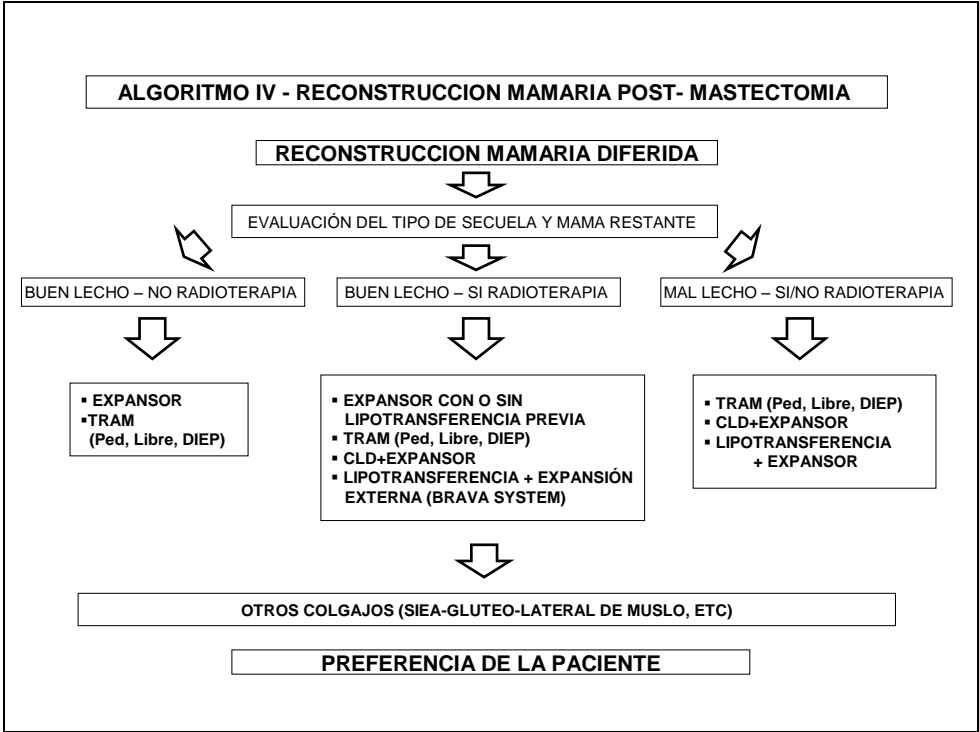 ALGORITMO IV - RECONSTRUCCION MAMARIA POST- MASTECTOMIA
RECONSTRUCCION MAMARIA DIFERIDA
EVALUACIÓN DEL TIPO DE SECUELA Y MAMA RESTANTE
BUEN LECHO – NO RADIOTERAPIA
BUEN LECHO – SI RADIOTERAPIA
MAL LECHO – SI/NO RADIOTERAPIA
▪ EXPANSOR
▪TRAM
(Ped, Libre, DIEP)
▪ EXPANSOR CON O SIN
LIPOTRANSFERENCIA PREVIA
▪ TRAM (Ped, Libre, DIEP)
▪ CLD+EXPANSOR
▪ LIPOTRANSFERENCIA + EXPANSIÓN
EXTERNA (BRAVA SYSTEM)
▪ TRAM (Ped, Libre, DIEP)
▪ CLD+EXPANSOR
▪ LIPOTRANSFERENCIA
+ EXPANSOR
OTROS COLGAJOS (SIEA-GLUTEO-LATERAL DE MUSLO, ETC)
PREFERENCIA DE LA PACIENTE